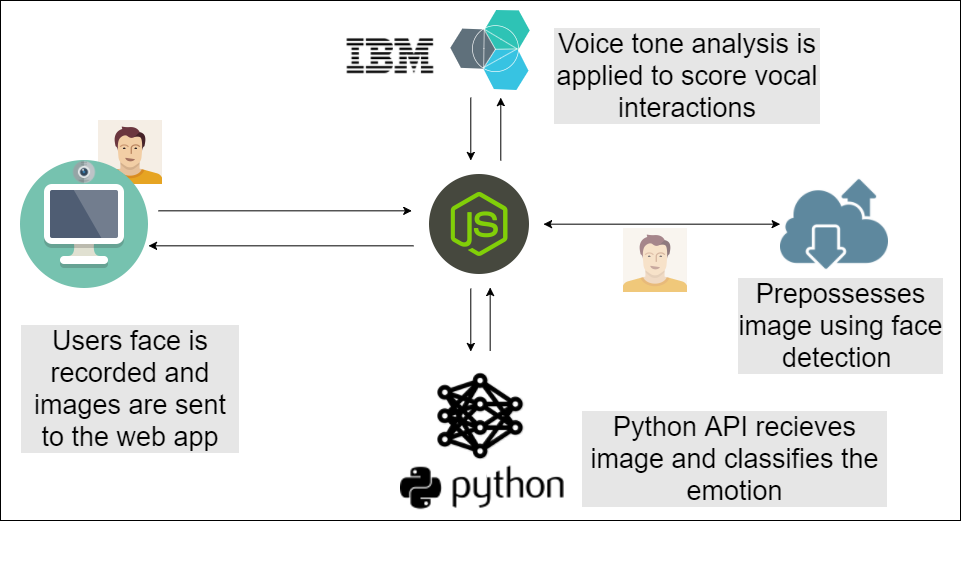 IBM
Voice tone analysis is
applied to score vocal
interactions
JS
Prepossesses
image using face
detection
Users face is
recorded and
images are sent
to the web app
Python API recieves
image and classifies the
emotion
python